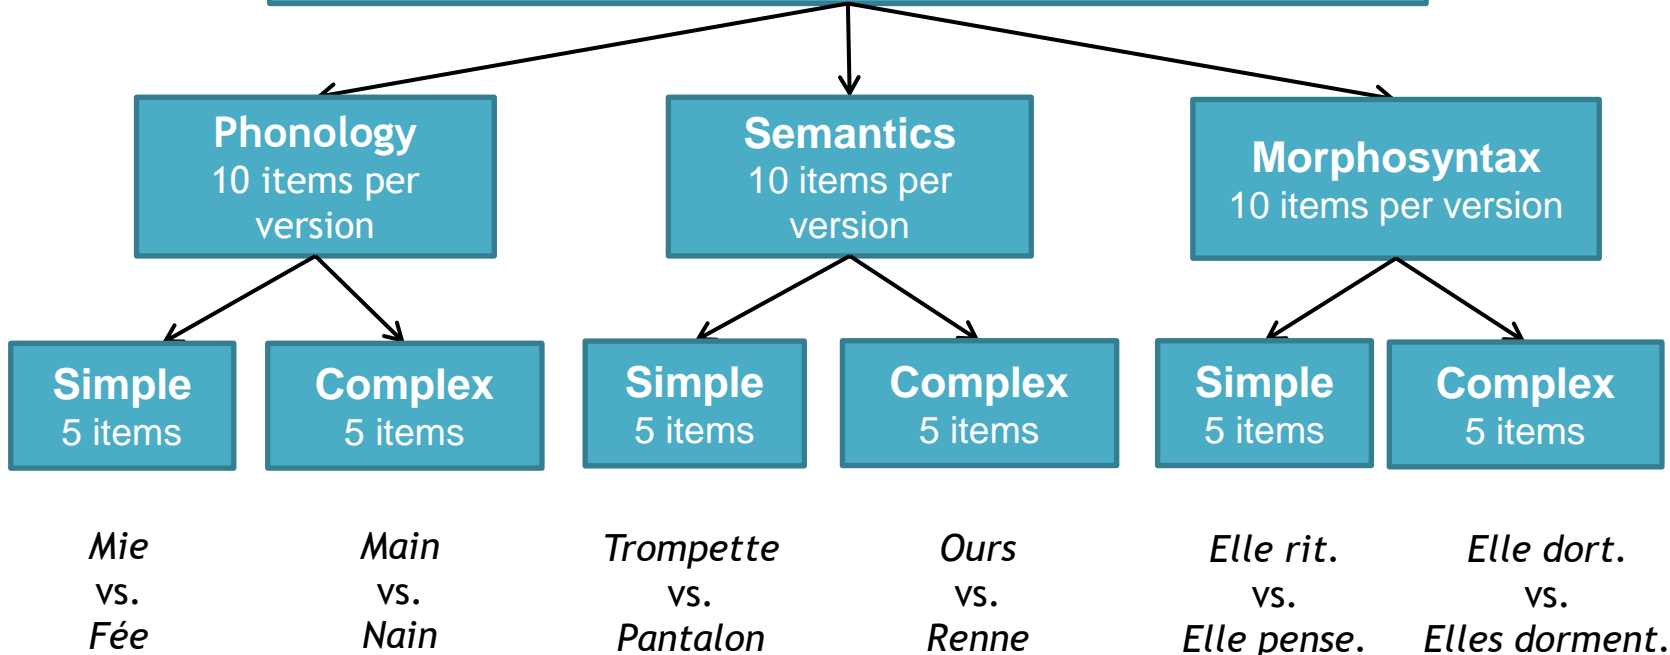 Phonology
10 items per
version
Semantics
10 items per
version
Morphosyntax
10 items per version
Simple
5 items
Complex
5 items
Simple
5 items
Complex
5 items
Simple
5 items
Complex
5 items
Mie
vs.
Fée
Main
vs.
Nain
Trompette
vs.
Pantalon
Ours
vs.
Renne
Elle rit.
vs.
Elle pense.
Elle dort.
vs.
Elles dorment.